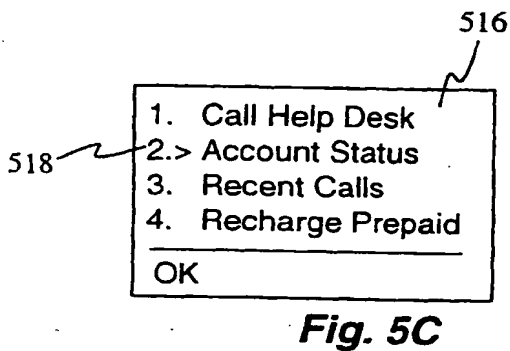 516
1. Call Help Desk
518 2.> Account Status
3. Recent Calls
4. Recharge Prepaid
OK
Fig. 5C